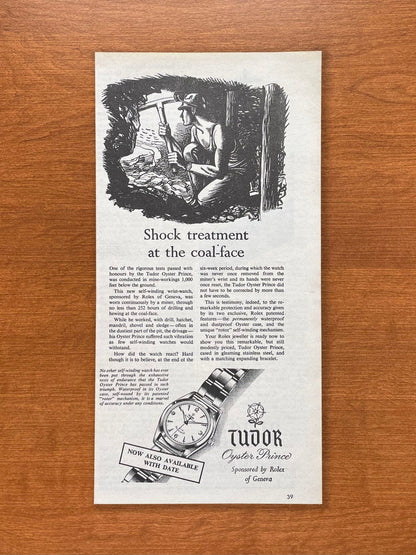 Shock treatment
at the coal-face
One of the rigorous tests passed with
honours by the Tudor Oyster Prince,
was conducted in mine-workings 3,000
feet below the ground.
This new self-winding wrist-watch,
sponsored by Rolex of Geneva, was
worn continuously by a miner, through
no less than 252 hours of drilling and
hewing at the coal-face.
While he worked, with drill, hatchet,
mandril, shovel and sledge—often in
the dustiest part of the pit, the drivage—
his Oyster Prince suffered such vibration
as few self-winding watches would
withstand.
How did the watch react? Hard
though it is to believe, at the end of the
six-week period, during which the watch
was never once removed from the
miner's wrist and its hands were never
once reset, the Tudor Oyster Prince did
not have to be corrected by more than
a few seconds.
This is testimony, indeed, to the re-
markable protection and accuracy given
by its two exclusive, Rolex patented
features—the permanently waterproof
and dustproof Oyster case, and the
unique "rotor" self-winding mechanism.
Your Rolex jeweller is ready now to
show you this remarkable, but still
modestly priced, Tudor Oyster Prince,
cased in gleaming stainless steel, and
with a matching expanding bracelet.
No other self-winding watch has ever
been put through the exhaustive
tests of endurance that the Tudor
Oyster Prince has passed in such
triumph. Waterproof in its Oyster
case, self-wound by its patented
"rotor" mechanism, it is a marvel
of accuracy under any conditions.
NOW ALSO AVAILABLE
WITH DATE
TUDOR
Oyster Prince
Sponsored by Rolex
of Geneva
39